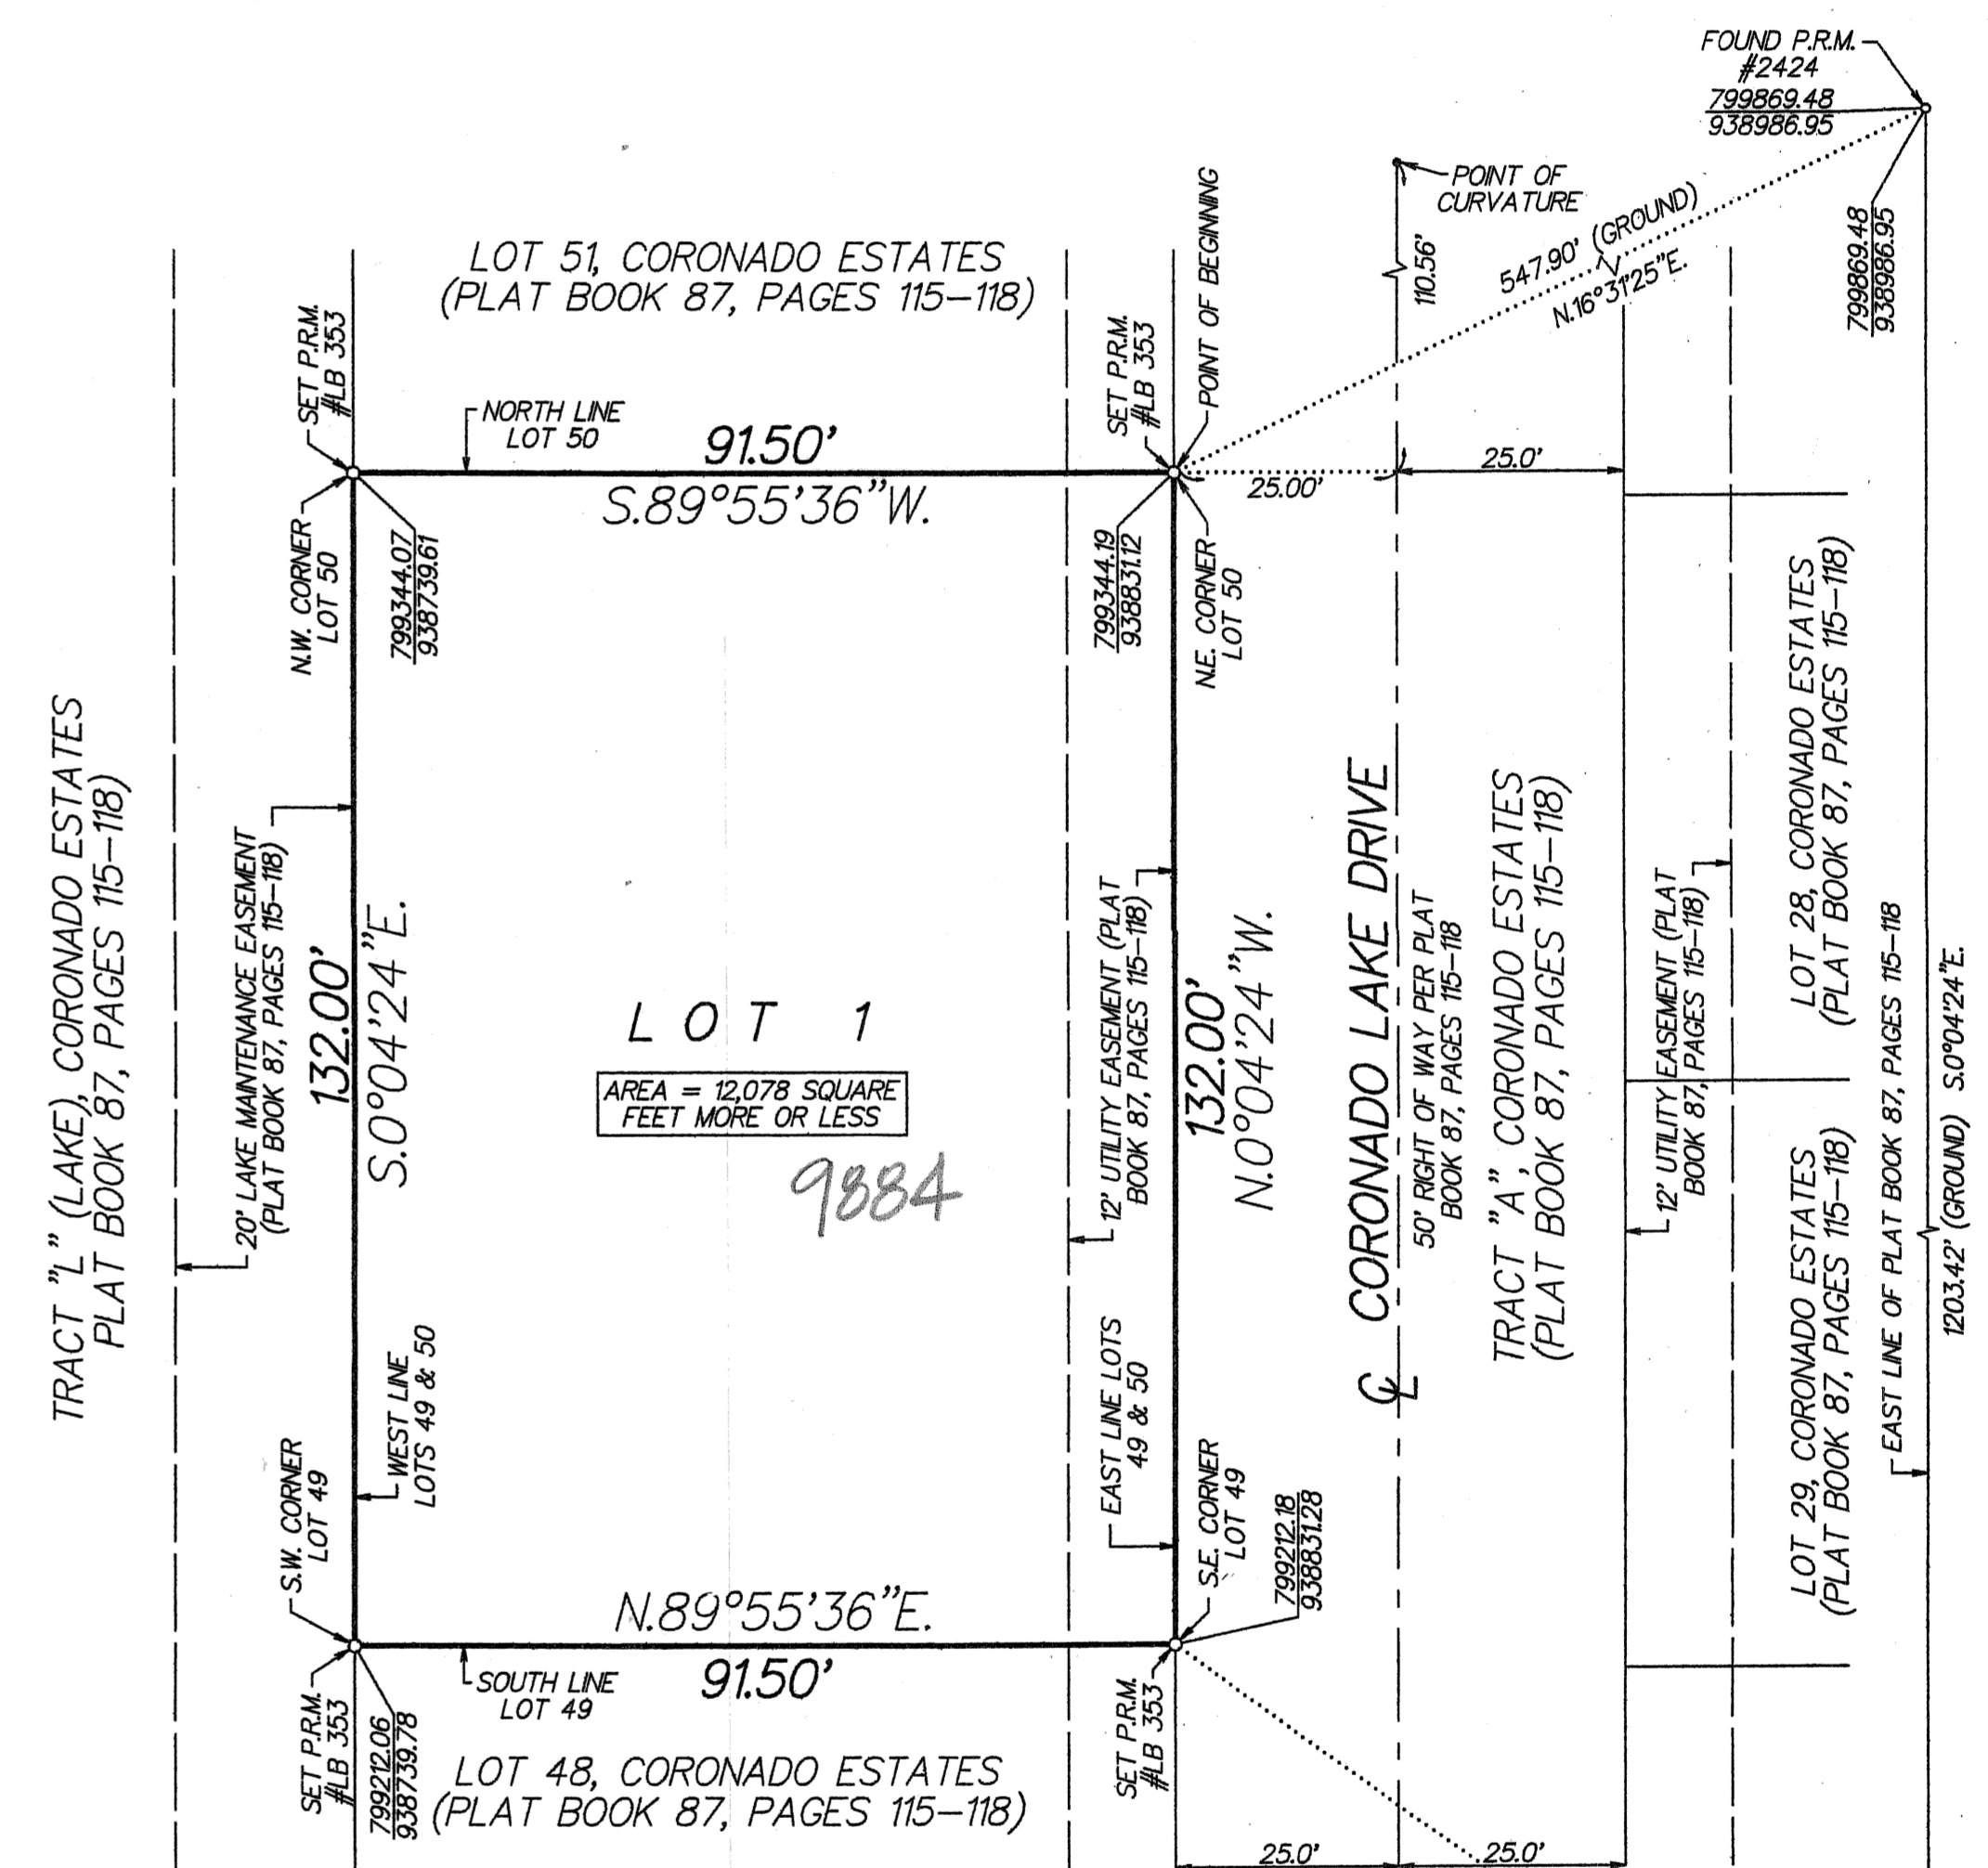 FOUND P.R.M.
#2424
799869.48
938986.95
POINT OF
CURVATURE
110.56'
547.90' (GROUND)
N.16°31'25"E.
799869.48
938986.95
LOT 51, CORONADO ESTATES
(PLAT BOOK 87, PAGES 115-118)
SET P.R.M.
#LB 353
NORTH LINE
LOT 50
91.50'
S.89°55'36"W.
SET P.R.M.
#LB 353
POINT OF BEGINNING
25.00'
25.0'
N.W. CORNER
LOT 50
799344.07
938739.61
799344.19
938831.12
N.E. CORNER
LOT 50
TRACT "L" (LAKE), CORONADO ESTATES
PLAT BOOK 87, PAGES 115-118)
20' LAKE MAINTENANCE EASEMENT
(PLAT BOOK 87, PAGES 115-118)
132.00'
S.0°04'24"E.
LOT 1
AREA = 12,078 SQUARE
FEET MORE OR LESS
9884
12' UTILITY EASEMENT (PLAT
BOOK 87, PAGES 115-118)
132.00'
N.0°04'24"W.
CL CORONADO LAKE DRIVE
50' RIGHT OF WAY PER PLAT
BOOK 87, PAGES 115-118
TRACT "A", CORONADO ESTATES
(PLAT BOOK 87, PAGES 115-118)
12' UTILITY EASEMENT (PLAT
BOOK 87, PAGES 115-118)
LOT 28, CORONADO ESTATES
(PLAT BOOK 87, PAGES 115-118)
LOT 29, CORONADO ESTATES
(PLAT BOOK 87, PAGES 115-118)
EAST LINE OF PLAT BOOK 87, PAGES 115-118
1203.42' (GROUND) S.0°04'24"E.
WEST LINE
LOTS 49 & 50
EAST LINE LOTS
49 & 50
S.W. CORNER
LOT 49
S.E. CORNER
LOT 49
799212.18
938831.28
N.89°55'36"E.
91.50'
SOUTH LINE
LOT 49
SET P.R.M.
#LB 353
799212.06
938739.78
LOT 48, CORONADO ESTATES
(PLAT BOOK 87, PAGES 115-118)
SET P.R.M.
#LB 353
25.0'
25.0'